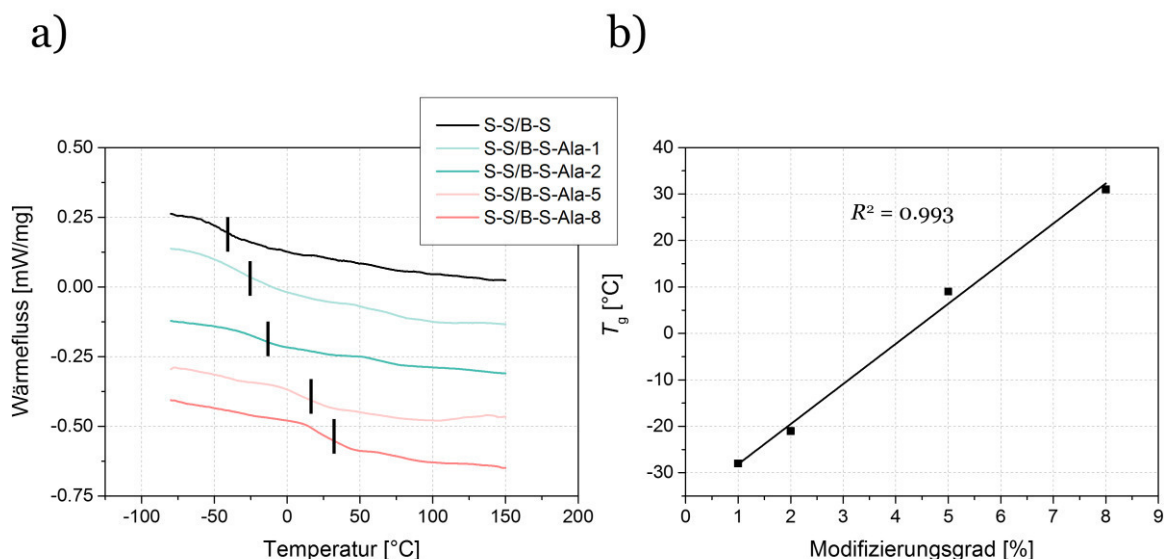 a)
b)
S-S/B-S
S-S/B-S-Ala-1
S-S/B-S-Ala-2
S-S/B-S-Ala-5
S-S/B-S-Ala-8
Wärmefluss [mW/mg]
0.50
0.25
0.00
-0.25
-0.50
-0.75
-100 -50 0 50 100 150 200
Temperatur [°C]
T_g [°C]
40
30
20
10
0
-10
-20
-30
R² = 0.993
0 1 2 3 4 5 6 7 8 9
Modifizierungsgrad [%]